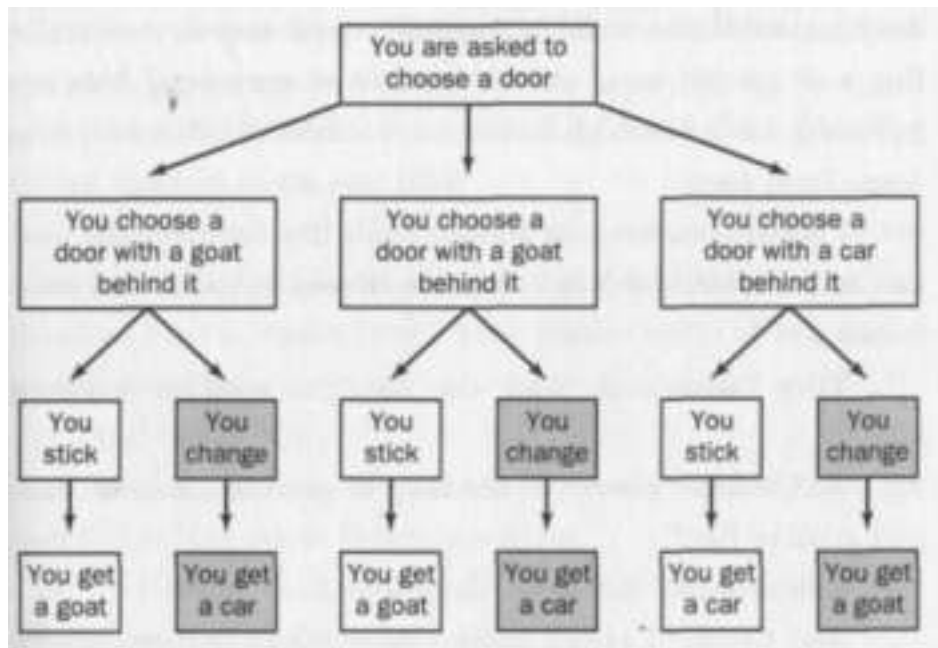 You are asked to
choose a door
You choose a
door with a goat
behind it
You choose a
door with a goat
behind it
You choose a
door with a car
behind it
You
stick
You
change
You
stick
You
change
You
stick
You
change
You get
a goat
You get
a car
You get
a goat
You get
a car
You get
a car
You get
a goat